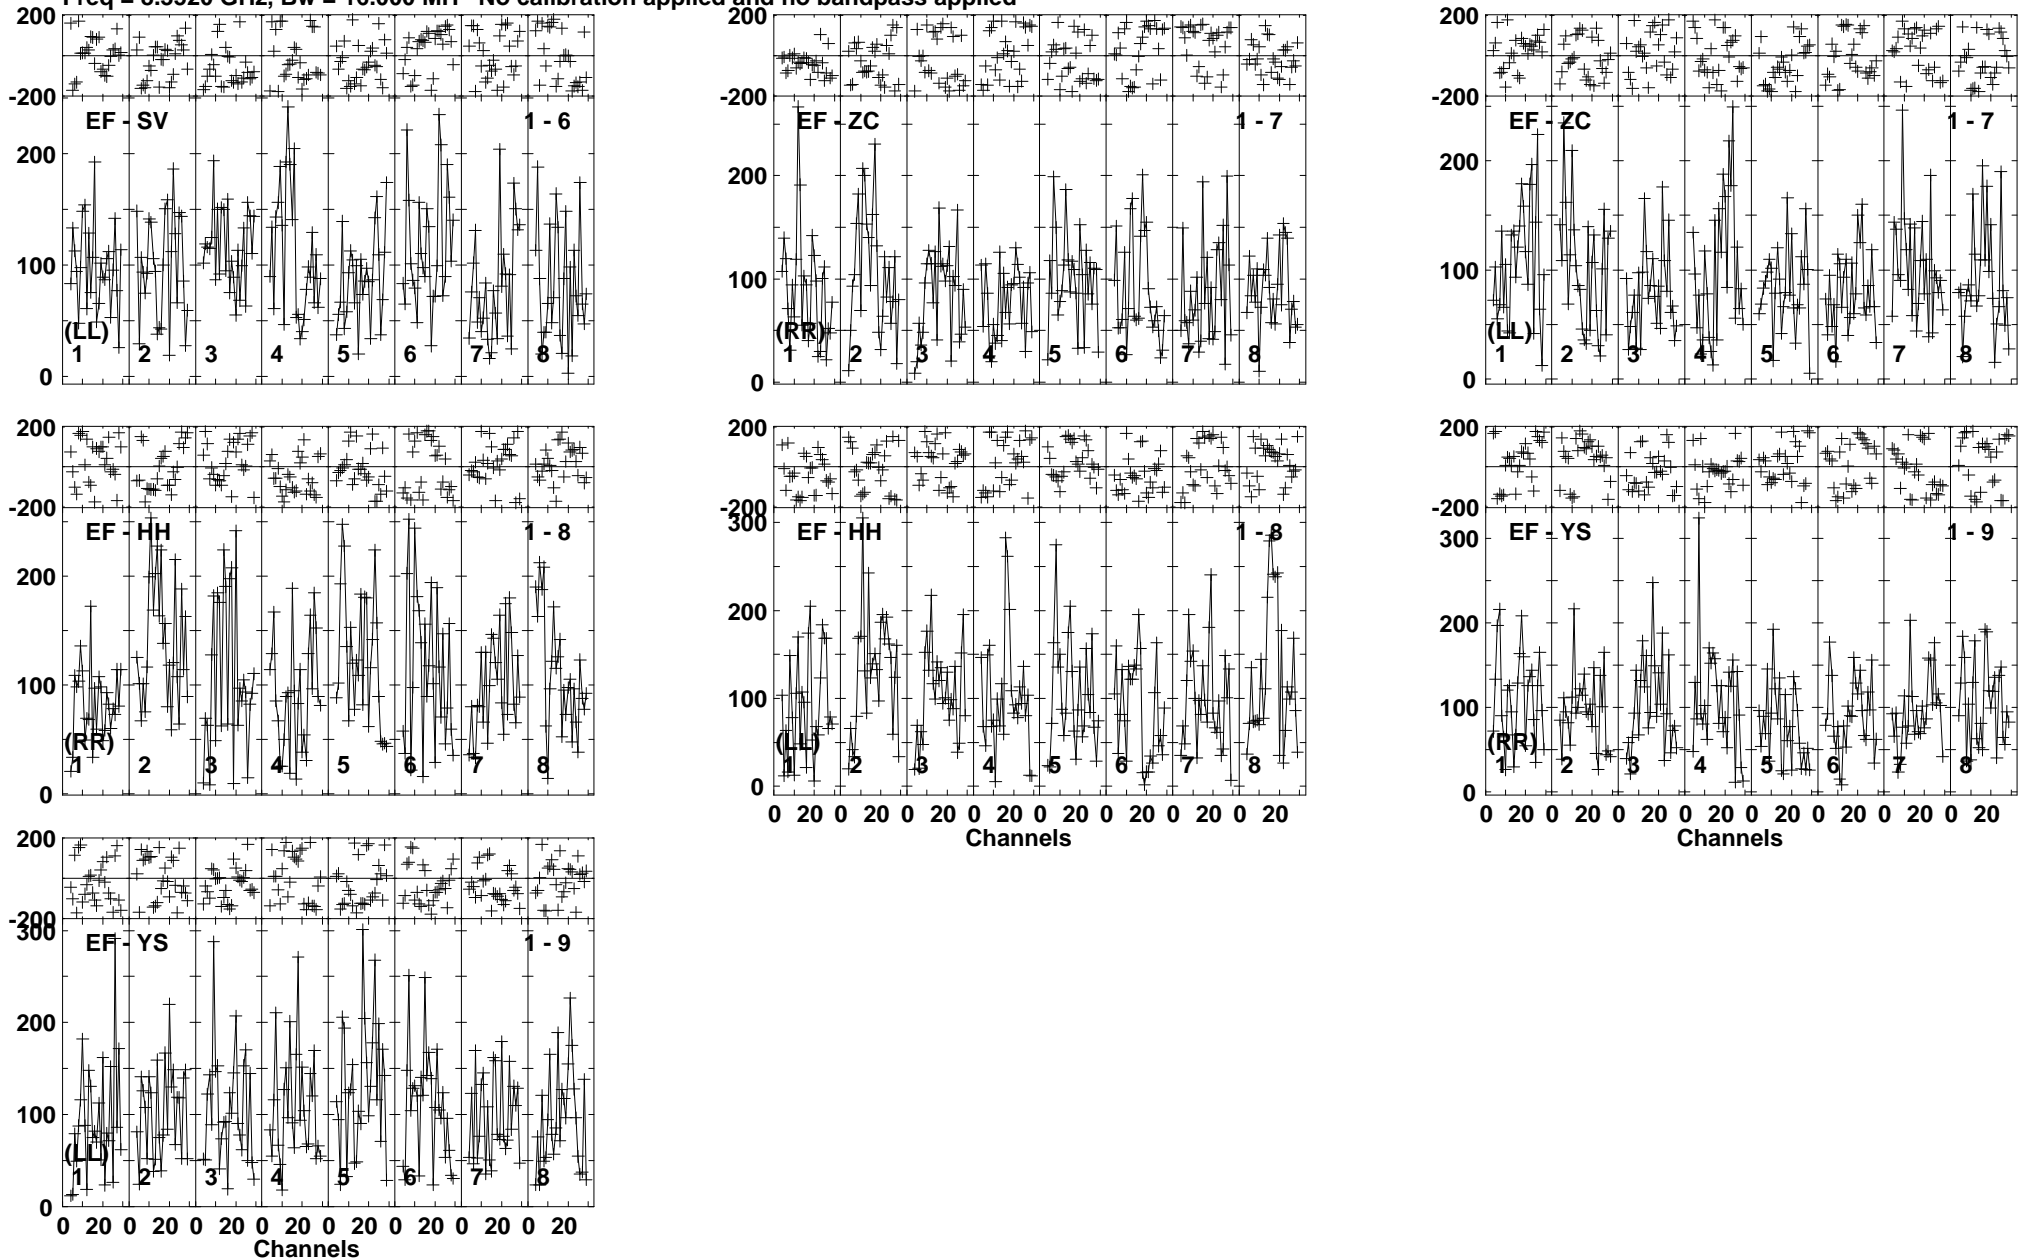 Freq = 8.3920 GHz, Bw = 16.000 MH No calibration applied and no bandpass applied
200 200 200
-200 -200 -200
EF - SV 1 - 6 EF - ZC 1 - 7 EF - ZC 1 - 7
200 200 200
100 100 100
(LL) (RR) (LL)
1 2 3 4 5 6 7 8 1 2 3 4 5 6 7 8 1 2 3 4 5 6 7 8
0 0 0
200 200 200
-200 -200 -200
EF - HH 1 - 8 EF - HH 1 - 8 EF - YS 1 - 9
300 300
200 200 200
100 100 100
(RR) (LL) (RR)
1 2 3 4 5 6 7 8 1 2 3 4 5 6 7 8 1 2 3 4 5 6 7 8
0 0 0
0 20 0 20 0 20 0 20 0 20 0 20 0 20 0 20 0 20 0 20 0 20 0 20 0 20 0 20 0 20 0 20
Channels Channels
200
-200
300
EF - YS 1 - 9
200
100
(LL)
1 2 3 4 5 6 7 8
0
0 20 0 20 0 20 0 20 0 20 0 20 0 20 0 20
Channels